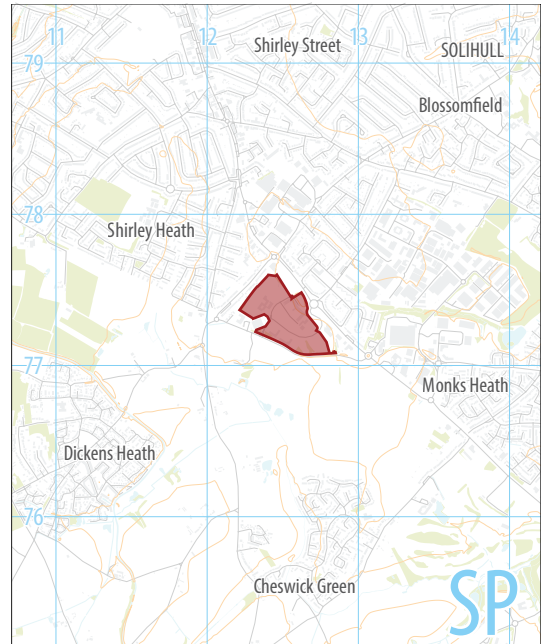 11
12
13
14
Shirley Street
SOLIHULL
79
Blossomfield
78
Shirley Heath
77
Monks Heath
Dickens Heath
76
Cheswick Green
SP